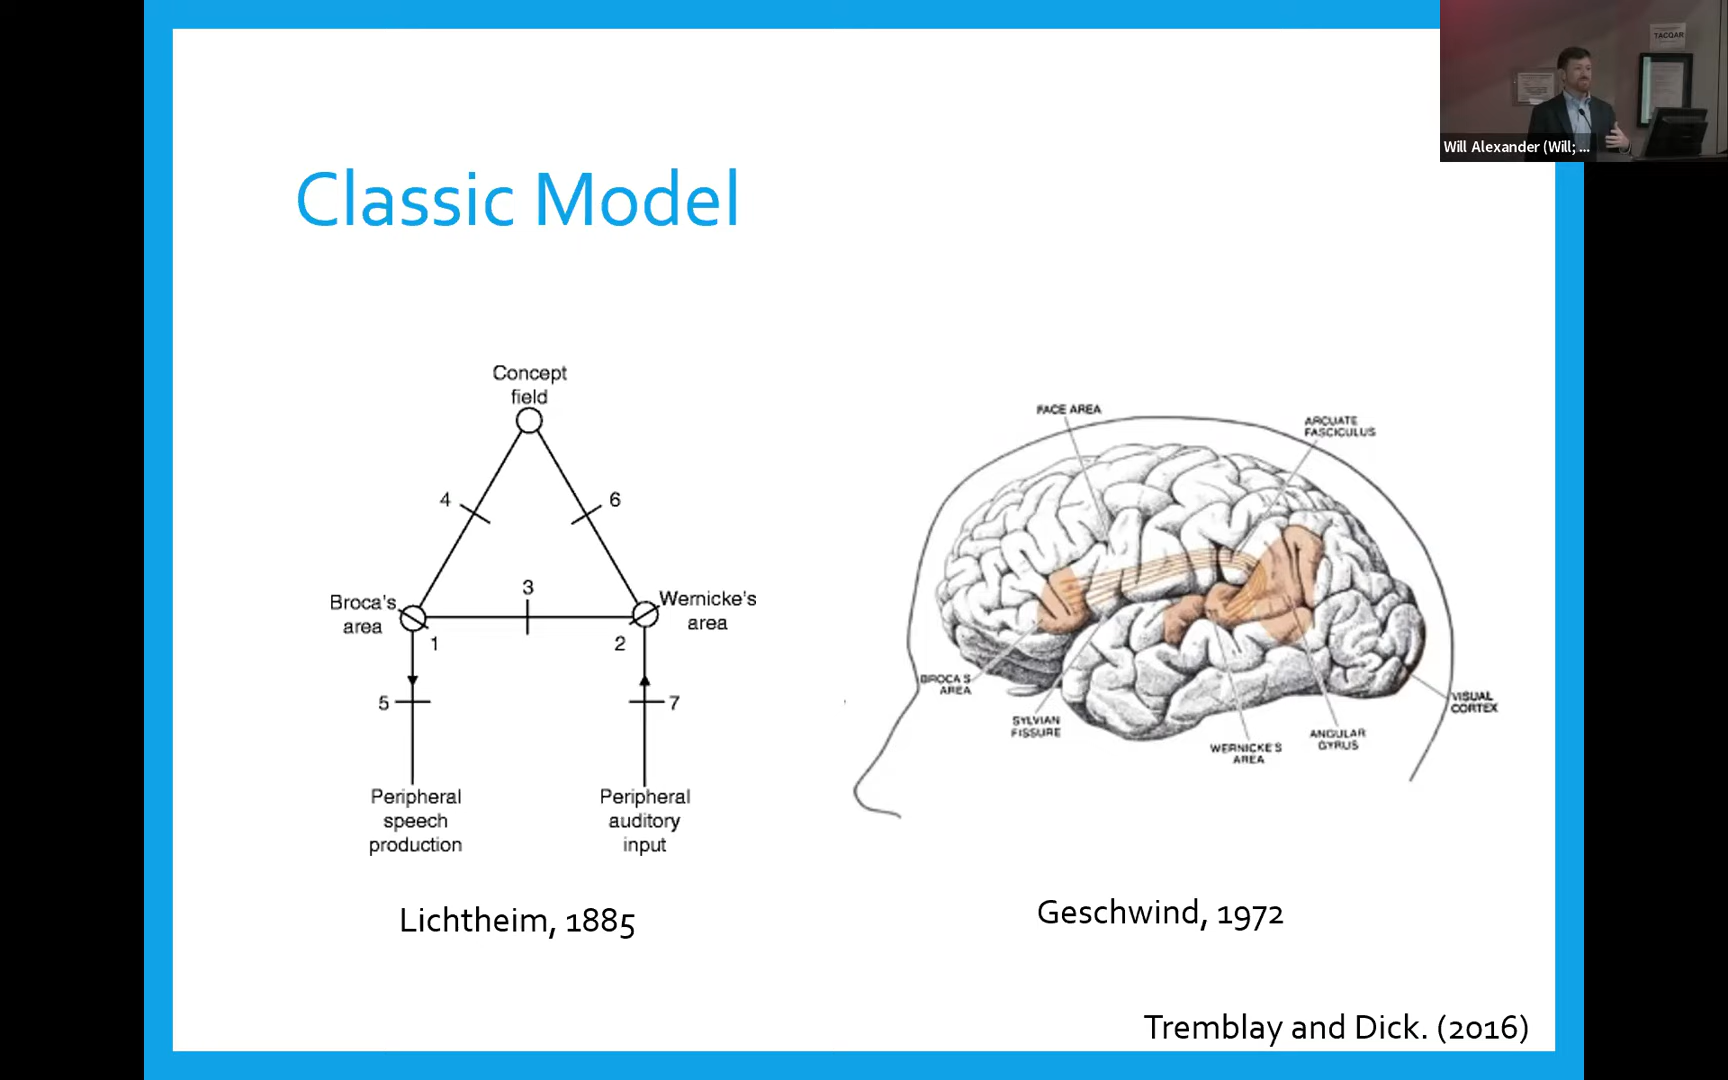 TACQAR
Will Alexander (Will; ...
Classic Model
Concept
field
4
6
3
Broca's
area
Wernicke's
area
1
2
5
7
Peripheral
speech
production
Peripheral
auditory
input
Lichtheim, 1885
FACE AREA
ARCUATE
FASCICULUS
BROCA'S
AREA
SYLVIAN
FISSURE
WERNICKE'S
AREA
ANGULAR
GYRUS
VISUAL
CORTEX
Geschwind, 1972
Tremblay and Dick. (2016)